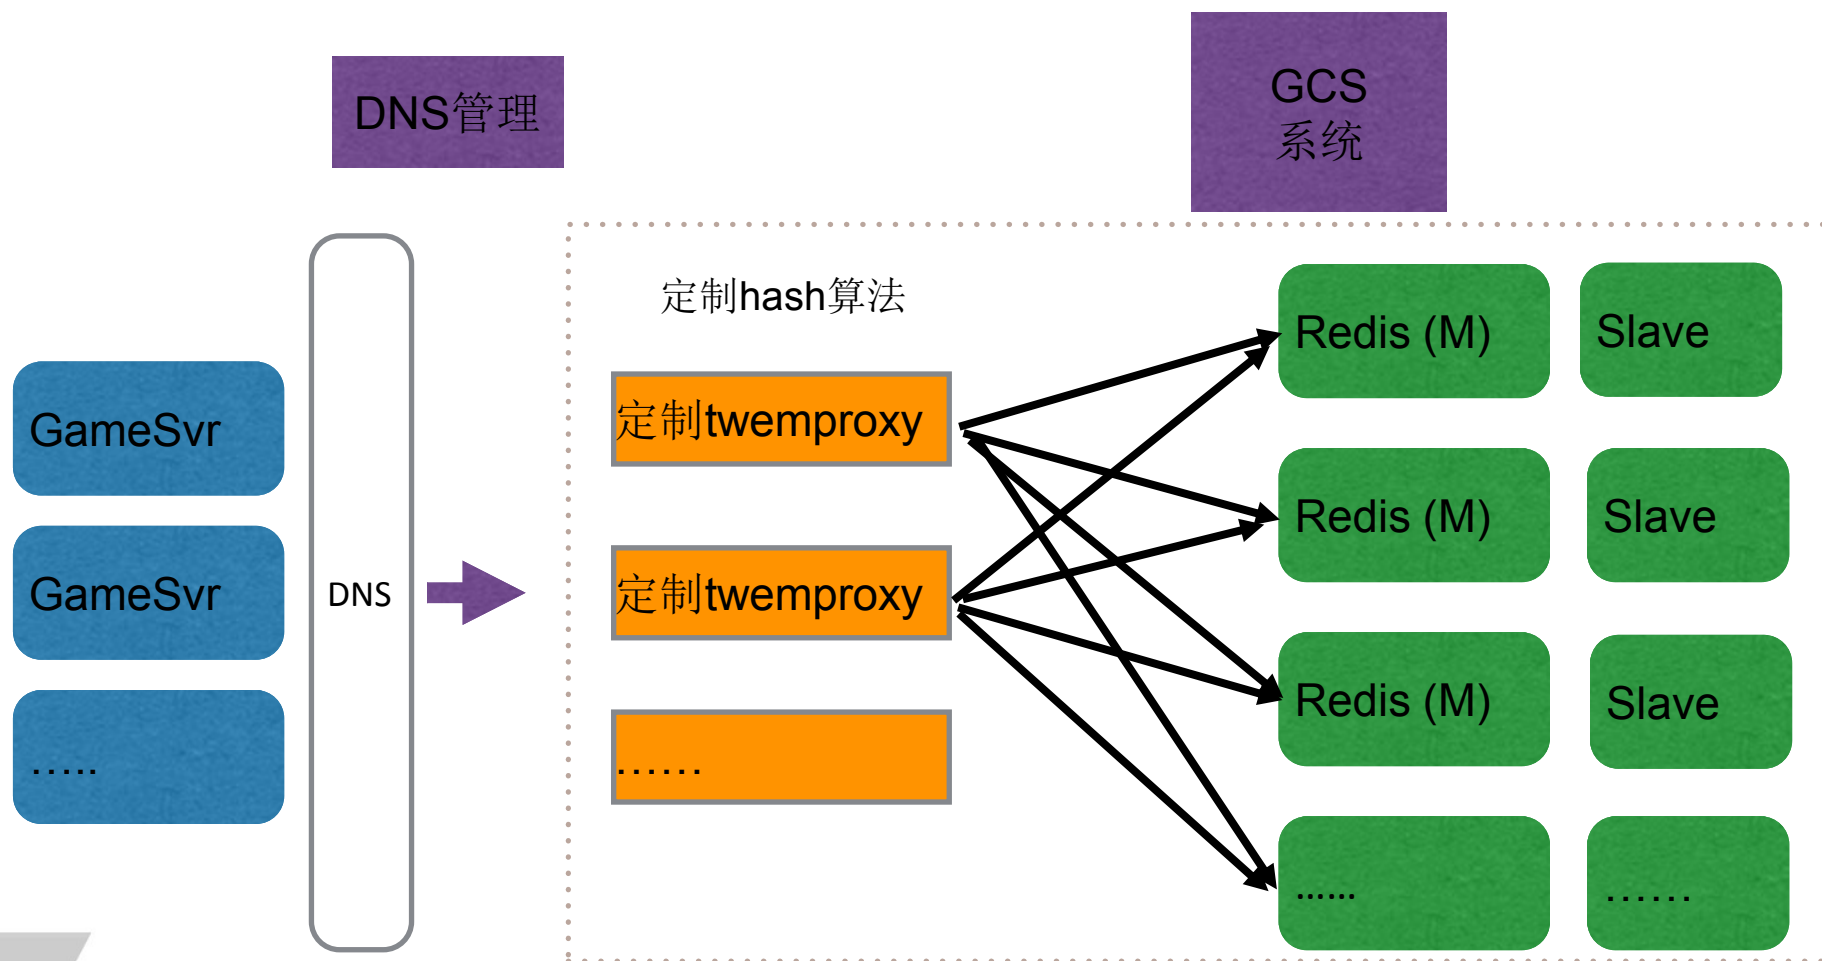 DNS管理
GCS
系统
定制hash算法
GameSvr
GameSvr
…..
DNS
定制twemproxy
定制twemproxy
……
Redis (M)
Slave
Redis (M)
Slave
Redis (M)
Slave
……
……